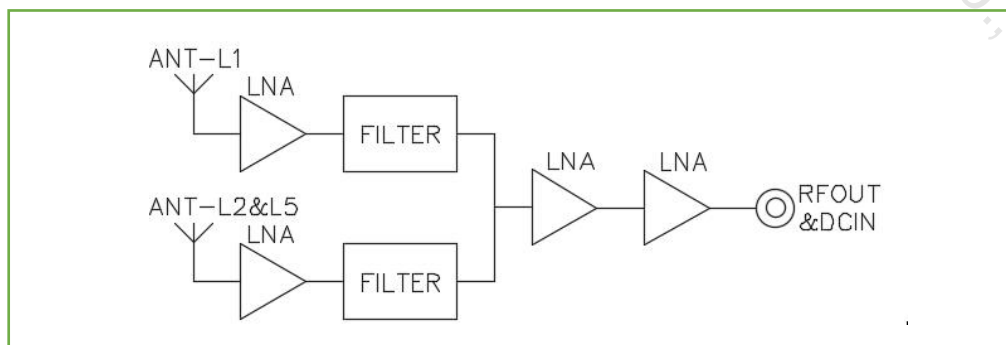 ANT-L1
LNA
FILTER
LNA
LNA
RFOUT
&DCIN
ANT-L2&L5
LNA
FILTER